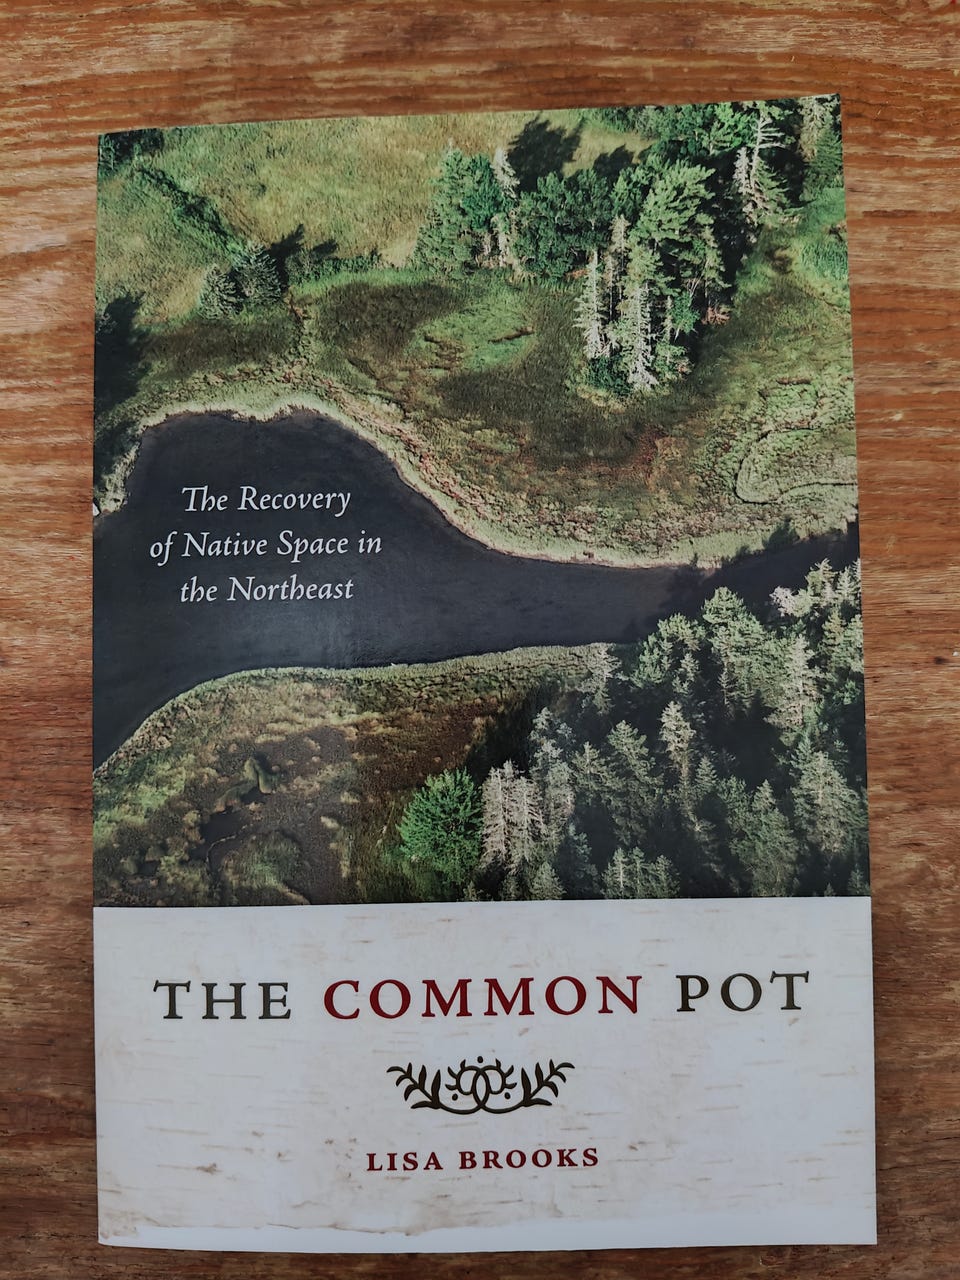 The Recovery
of Native Space in
the Northeast
THE COMMON POT
LISA BROOKS